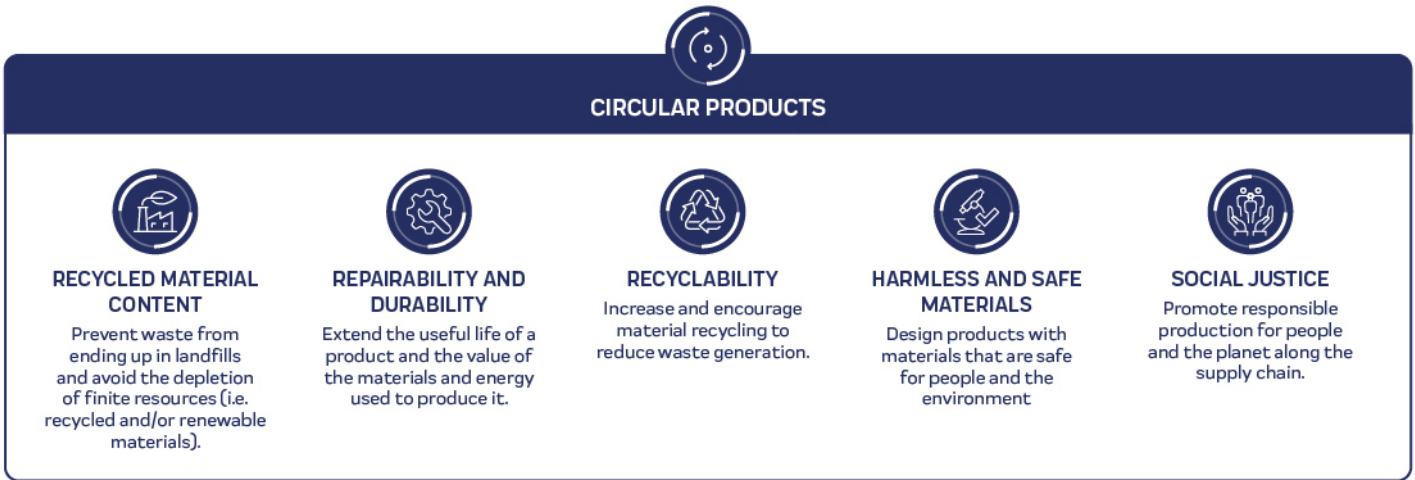 CIRCULAR PRODUCTS
RECYCLED MATERIAL
CONTENT
Prevent waste from
ending up in landfills
and avoid the depletion
of finite resources (i.e.
recycled and/or renewable
materials).
REPAIRABILITY AND
DURABILITY
Extend the useful life of a
product and the value of
the materials and energy
used to produce it.
RECYCLABILITY
Increase and encourage
material recycling to
reduce waste generation.
HARMLESS AND SAFE
MATERIALS
Design products with
materials that are safe
for people and the
environment
SOCIAL JUSTICE
Promote responsible
production for people
and the planet along the
supply chain.